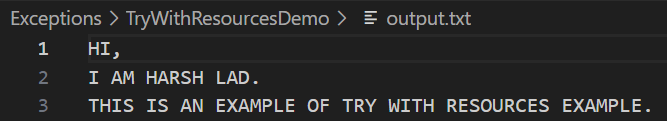 Exceptions > TryWithResourcesDemo > output.txt
1 HI,
2 I AM HARSH LAD.
3 THIS IS AN EXAMPLE OF TRY WITH RESOURCES EXAMPLE.